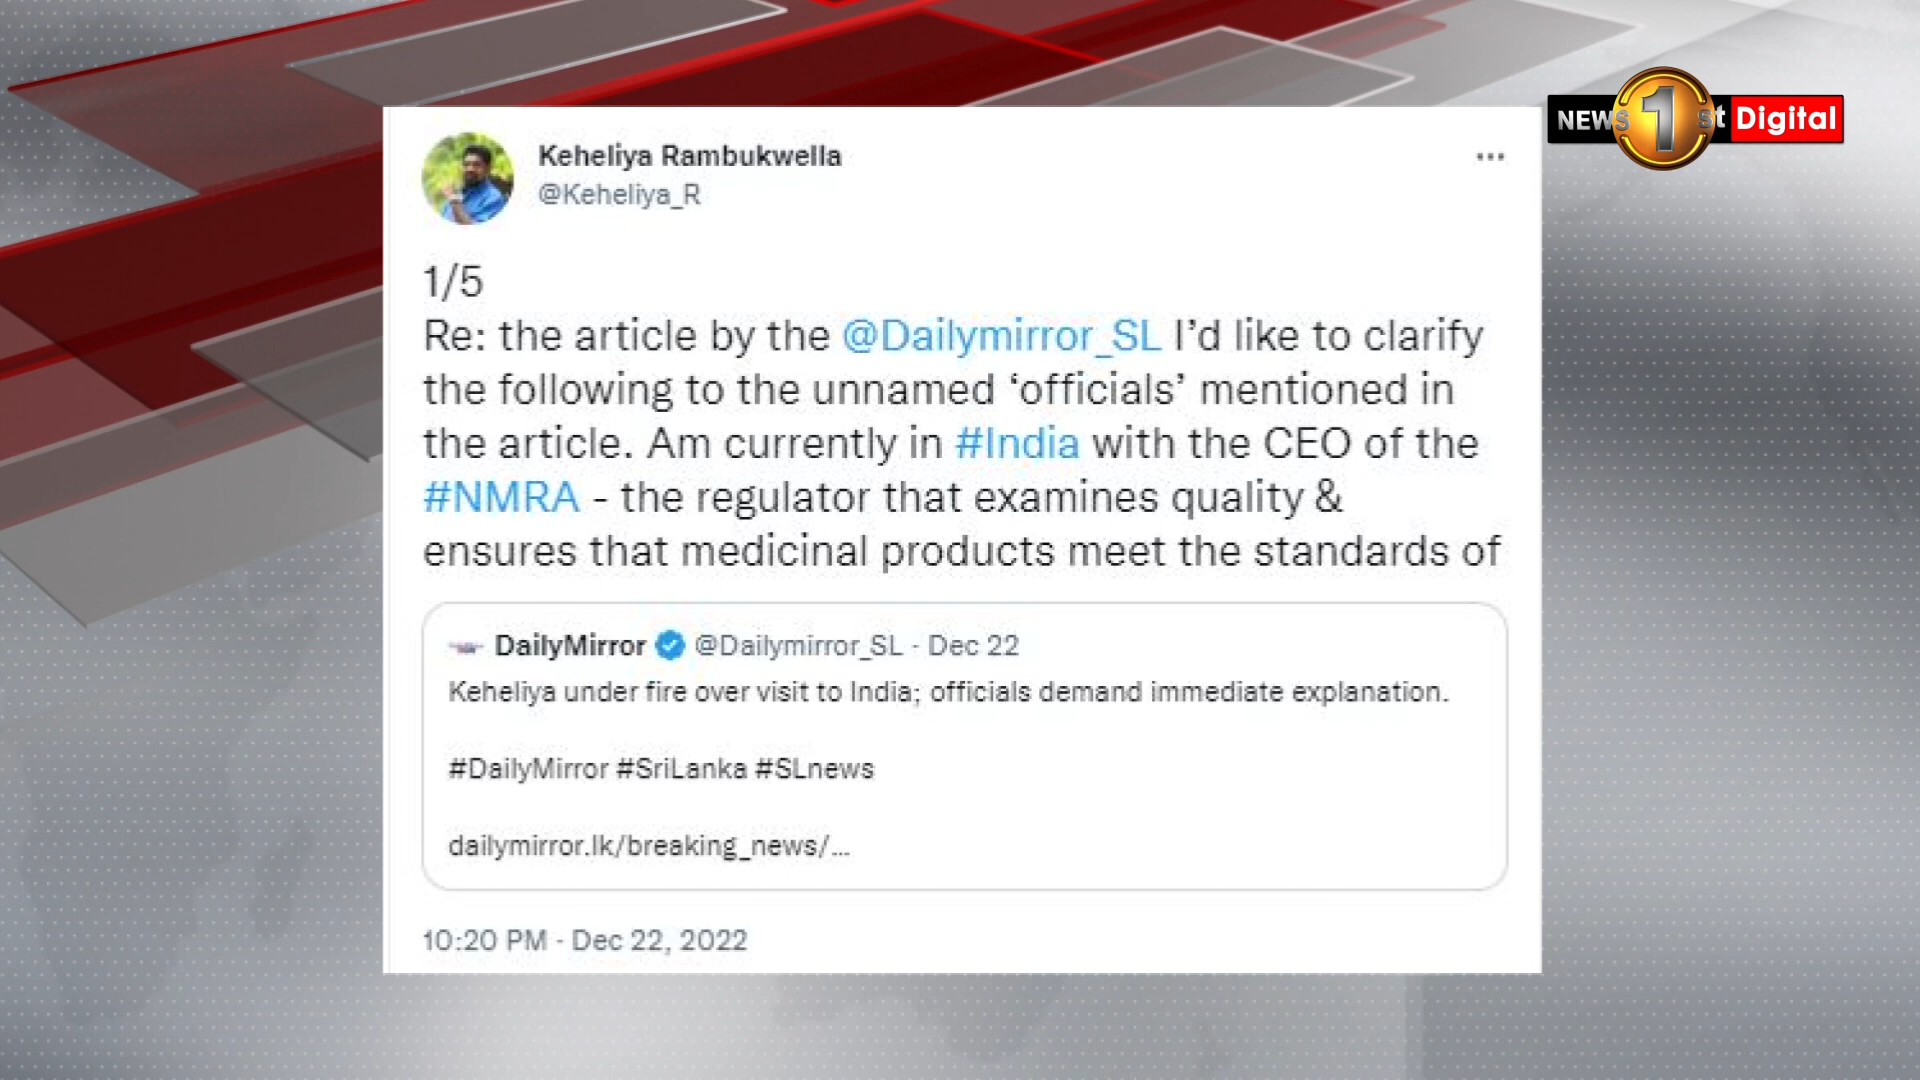 NEWS 1st Digital
Keheliya Rambukwella
@Keheliya_R
1/5
Re: the article by the @Dailymirror_SL I’d like to clarify
the following to the unnamed ‘officials’ mentioned in
the article. Am currently in #India with the CEO of the
#NMRA - the regulator that examines quality &
ensures that medicinal products meet the standards of
DailyMirror @Dailymirror_SL · Dec 22
Keheliya under fire over visit to India; officials demand immediate explanation.
#DailyMirror #SriLanka #SLnews
dailymirror.lk/breaking_news/...
10:20 PM · Dec 22, 2022